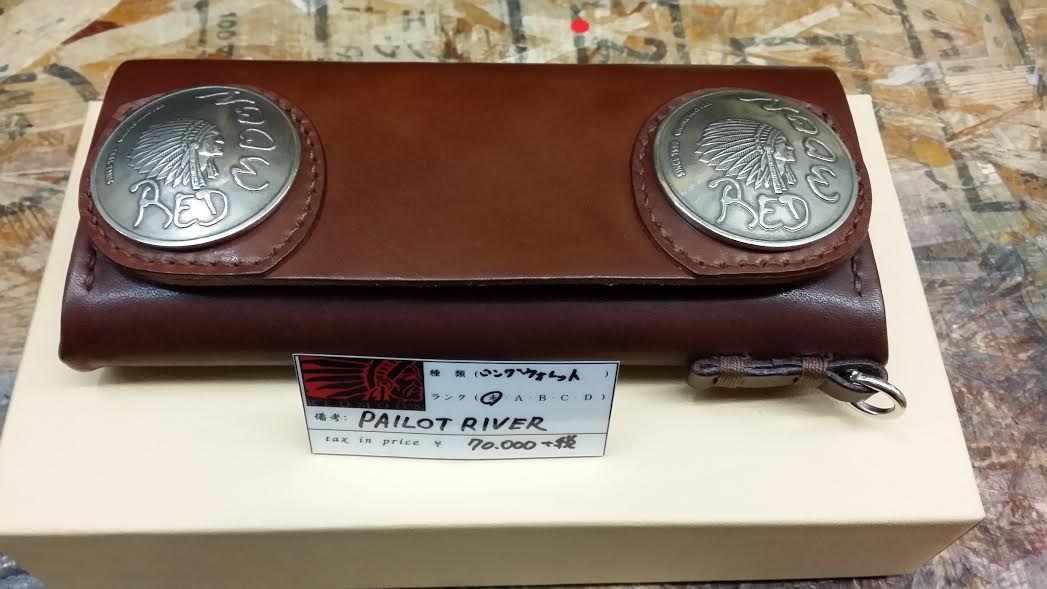 MOON
RED
MOON
RED
種 類 (ロングウォレット )
ランク ( A・B・C・D )
備考: PAILOT RIVER
tax in price ¥ 70.000+税